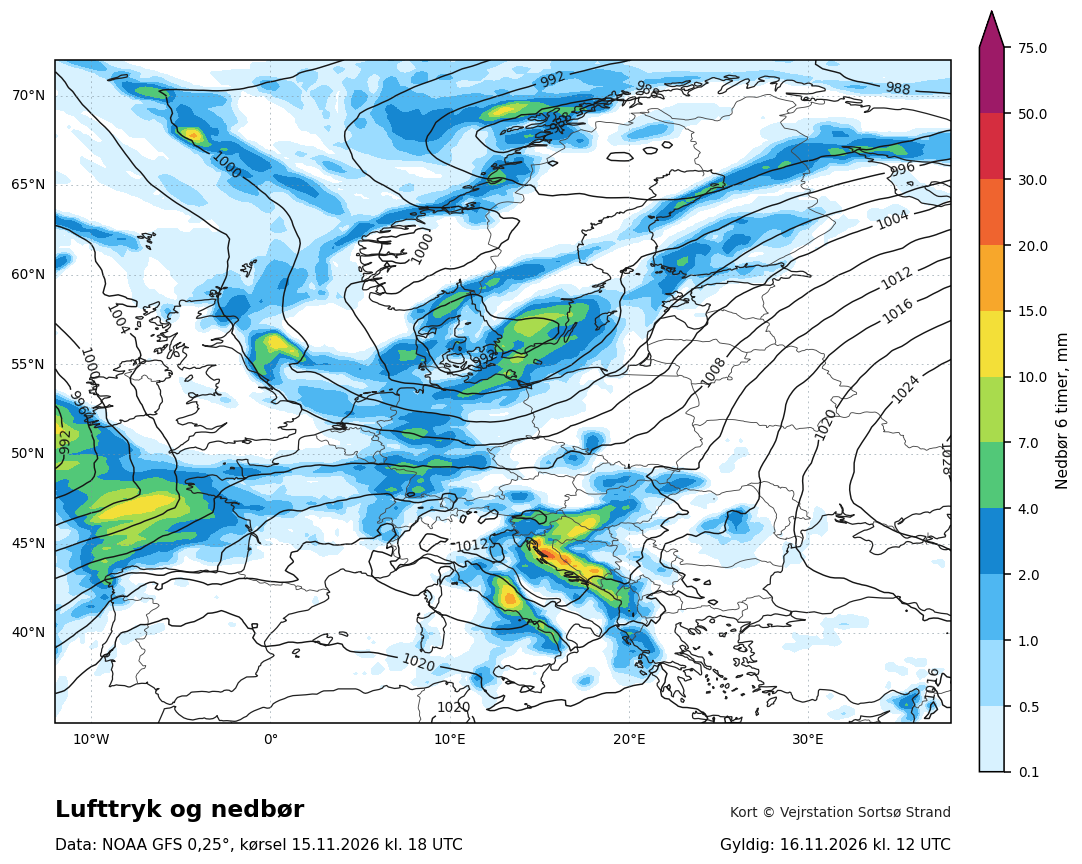 992
988
988
70°N
1000
65°N
996
1004
1000
60°N
1012
1016
1004
1008
55°N
1000
1024
996
1020
992
50°N
1028
1012
45°N
40°N
1020
1016
1020
10°W
0°
10°E
20°E
30°E
75.0
50.0
30.0
20.0
15.0
10.0
7.0
4.0
2.0
1.0
0.5
0.1
Nedbør 6 timer, mm
Lufttryk og nedbør
Kort © Vejrstation Sortsø Strand
Data: NOAA GFS 0,25°, kørsel 15.11.2026 kl. 18 UTC
Gyldig: 16.11.2026 kl. 12 UTC